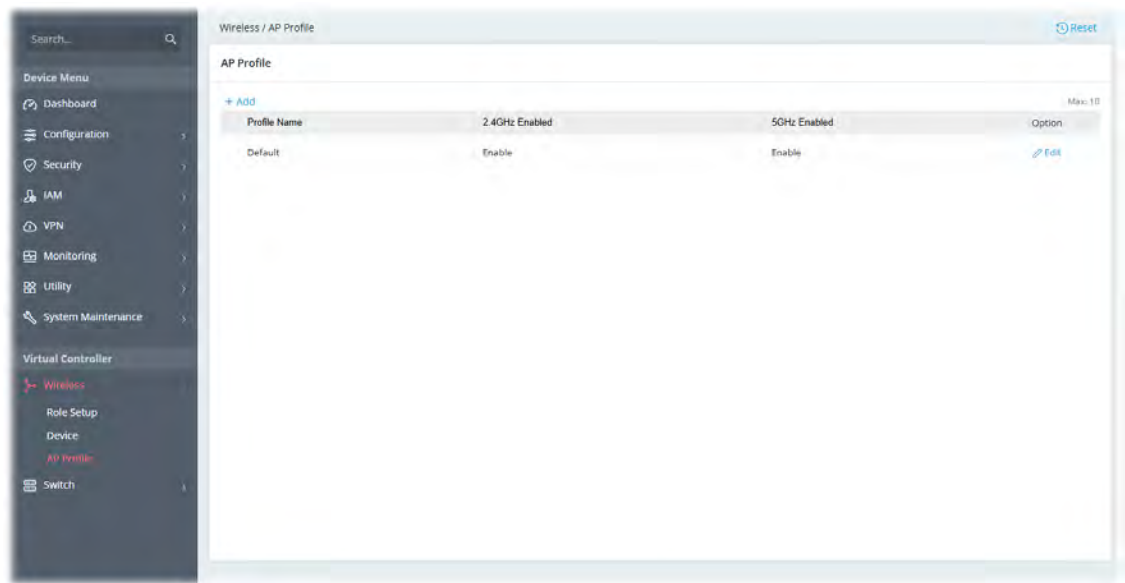 Search...
Device Menu
Dashboard
Configuration
Security
IAM
VPN
Monitoring
Utility
System Maintenance
Virtual Controller
Wireless
Role Setup
Device
AP Profile
Switch
Wireless / AP Profile
Reset
AP Profile
+ Add
Max: 10
Profile Name 2.4GHz Enabled 5GHz Enabled Option
Default Enable Enable Edit